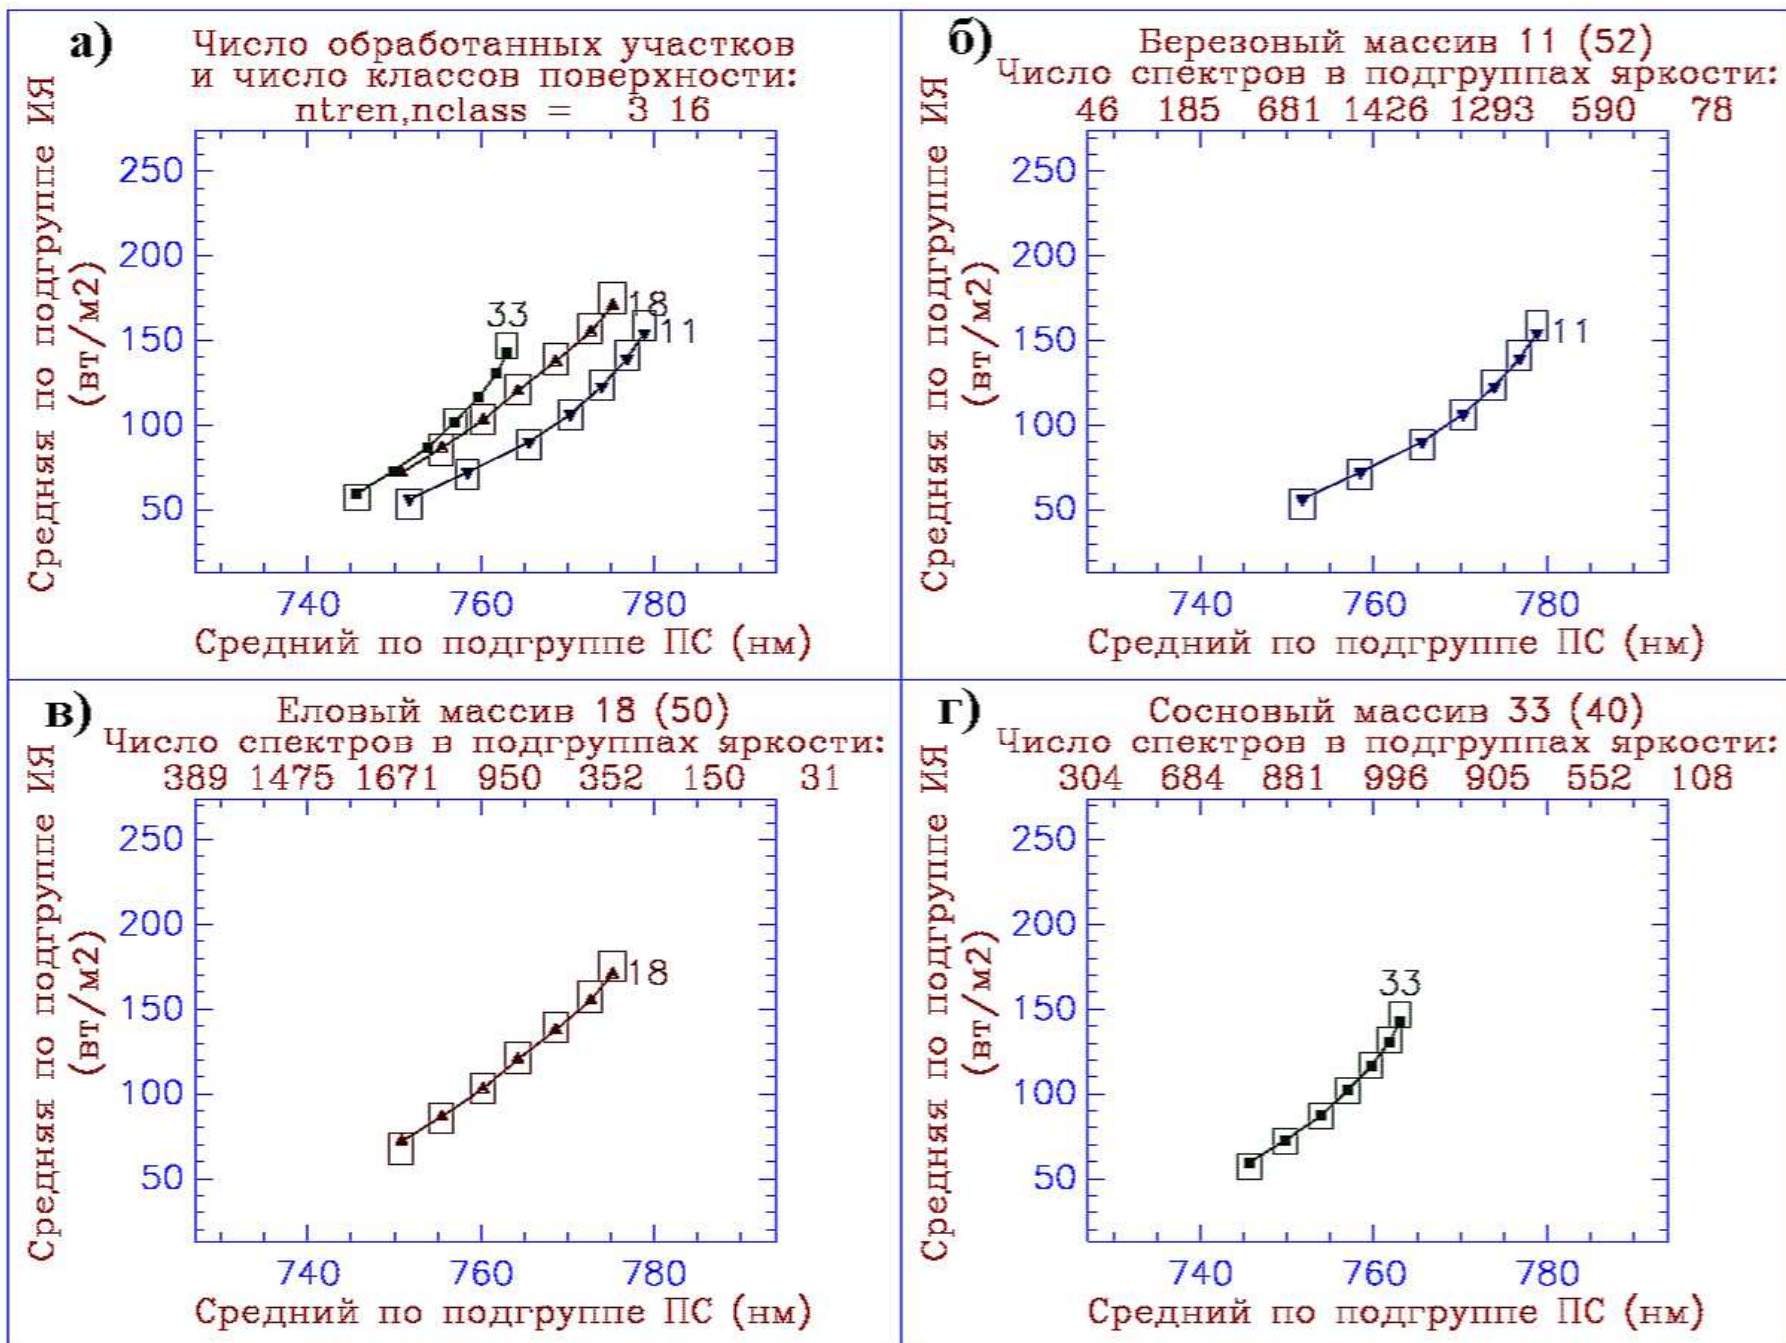 а)
Число обработанных участков
и число классов поверхности:
ntren,nclass = 3 16
Средняя по подгруппе ИЯ
(вт/м2)
250
200
150
100
50
33
18
11
740 760 780
Средний по подгруппе ПС (нм)
б)
Березовый массив 11 (52)
Число спектров в подгруппах яркости:
46 185 681 1426 1293 590 78
Средняя по подгруппе ИЯ
(вт/м2)
250
200
150
100
50
11
740 760 780
Средний по подгруппе ПС (нм)
в)
Еловый массив 18 (50)
Число спектров в подгруппах яркости:
389 1475 1671 950 352 150 31
Средняя по подгруппе ИЯ
(вт/м2)
250
200
150
100
50
18
740 760 780
Средний по подгруппе ПС (нм)
г)
Сосновый массив 33 (40)
Число спектров в подгруппах яркости:
304 684 881 996 905 552 108
Средняя по подгруппе ИЯ
(вт/м2)
250
200
150
100
50
33
740 760 780
Средний по подгруппе ПС (нм)